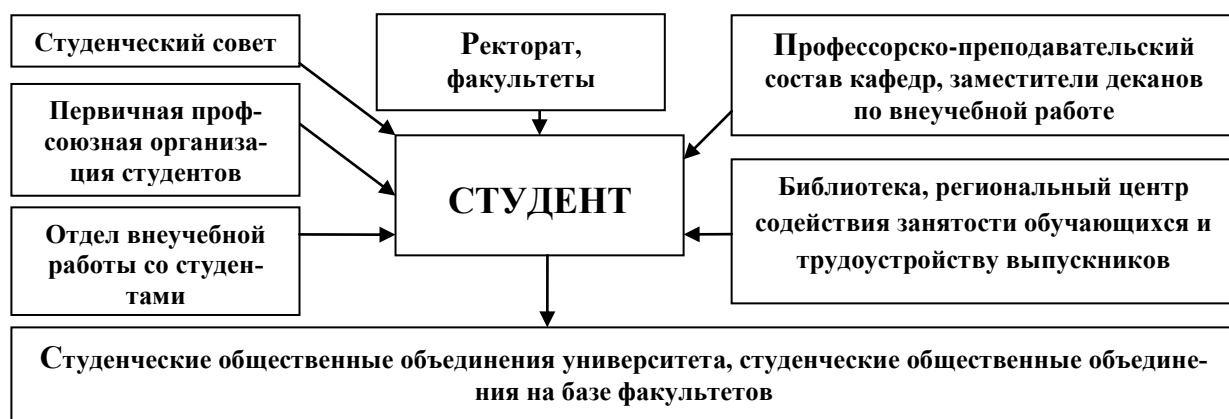 Студенческий совет
Первичная проф-
союзная организа-
ция студентов
Отдел внеучебной
работы со студен-
тами
Ректорат,
факультеты
СТУДЕНТ
Профессорско-преподавательский
состав кафедр, заместители деканов
по внеучебной работе
Библиотека, региональный центр
содействия занятости обучающихся и
трудоустройству выпускников
Студенческие общественные объединения университета, студенческие общественные объедине-
ния на базе факультетов